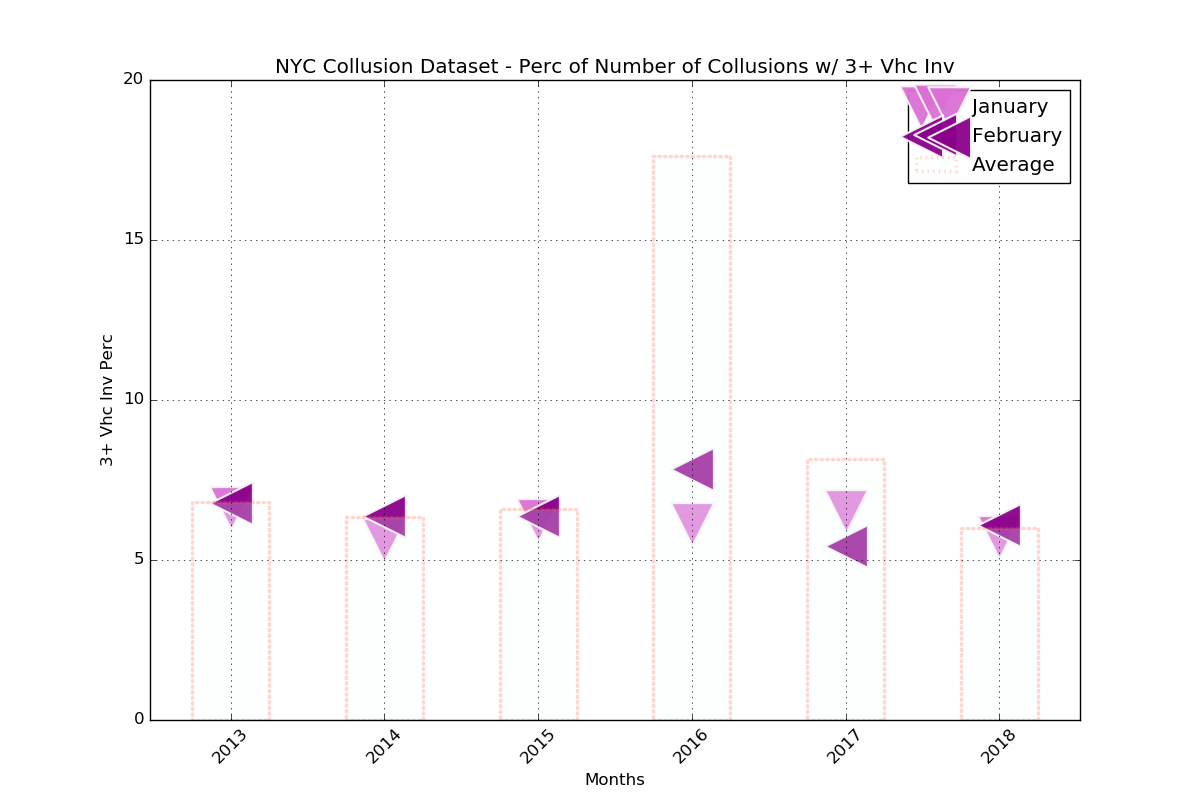 NYC Collusion Dataset - Perc of Number of Collusions w/ 3+ Vhc Inv
20
15
10
5
0
3+ Vhc Inv Perc
January
February
Average
2013
2014
2015
2016
2017
2018
Months